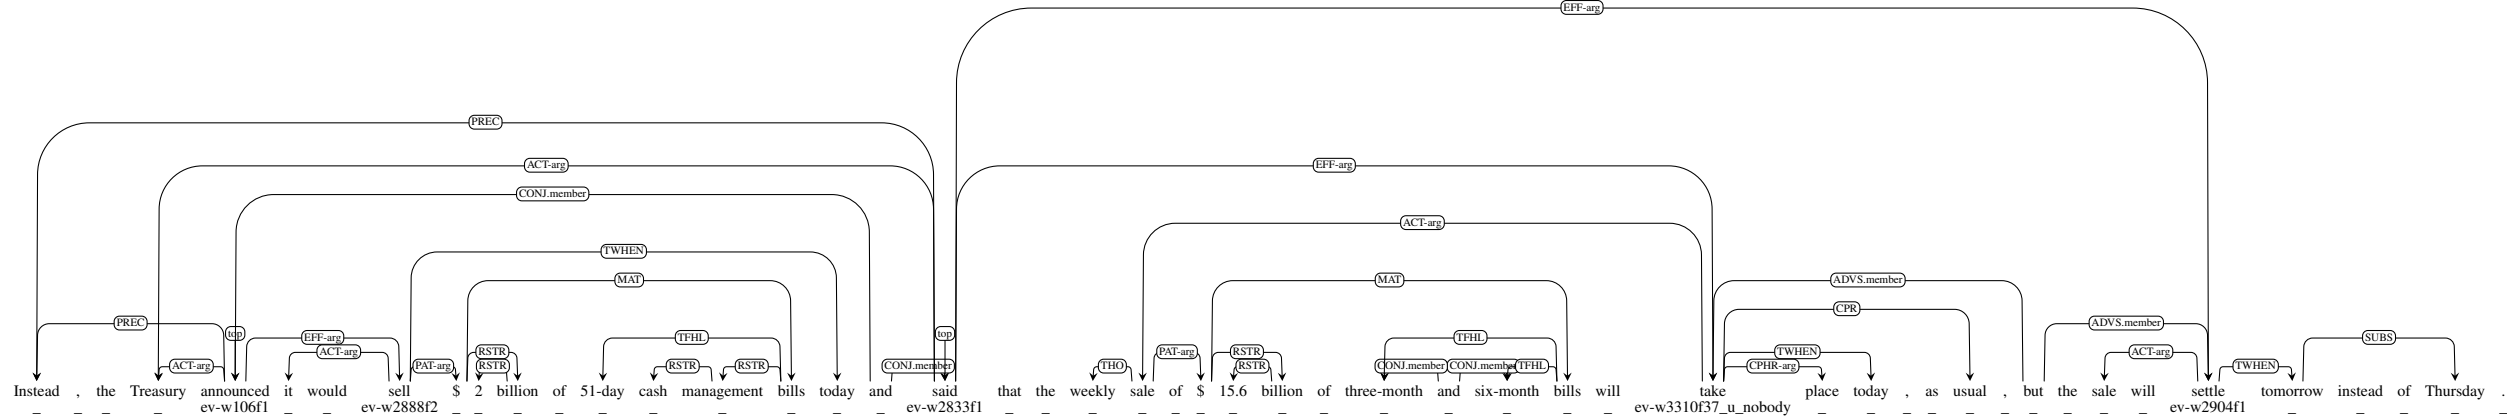 EFF-arg
PREC
ACT-arg EFF-arg
CONJ.member
ACT-arg
TWHEN
MAT MAT ADVS.member
CPR
PREC ADVS.member
top top
EFF-arg TFHL TFHL SUBS
ACT-arg RSTR PAT-arg RSTR TWHEN ACT-arg
ACT-arg PAT-arg RSTR RSTR RSTR CONJ.member THO RSTR CONJ.member CONJ.member TFHL CPHR-arg TWHEN
Instead , the Treasury announced it would sell $ 2 billion of 51-day cash management bills today and said that the weekly sale of $ 15.6 billion of three-month and six-month bills will take place today , as usual , but the sale will settle tomorrow instead of Thursday .
_ _ _ _ ev-w106f1 _ _ ev-w2888f2 _ _ _ _ _ _ _ _ _ _ ev-w2833f1 _ _ _ _ _ _ _ _ _ _ _ _ _ _ ev-w3310f37_u_nobody _ _ _ _ _ _ _ _ _ _ ev-w2904f1 _ _ _ _ _